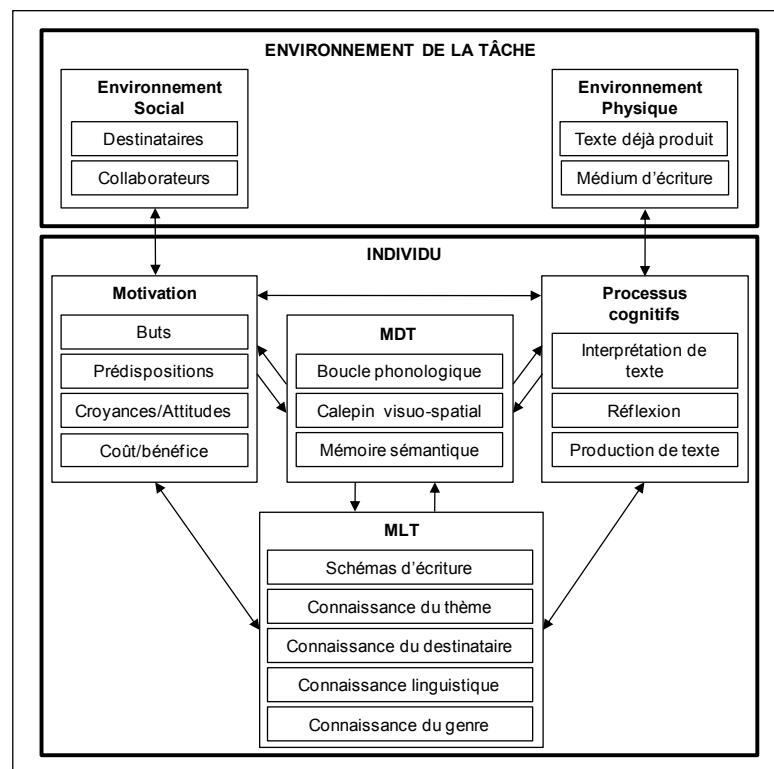 ENVIRONNEMENT DE LA TÂCHE
Environnement
Social
Destinataires
Collaborateurs
Environnement
Physique
Texte déjà produit
Médium d'écriture
INDIVIDU
Motivation
Buts
Prédispositions
Croyances/Attitudes
Coût/bénéfice
MDT
Boucle phonologique
Calepin visuo-spatial
Mémoire sémantique
Processus
cognitifs
Interprétation de
texte
Réflexion
Production de texte
MLT
Schémas d'écriture
Connaissance du thème
Connaissance du destinataire
Connaissance linguistique
Connaissance du genre